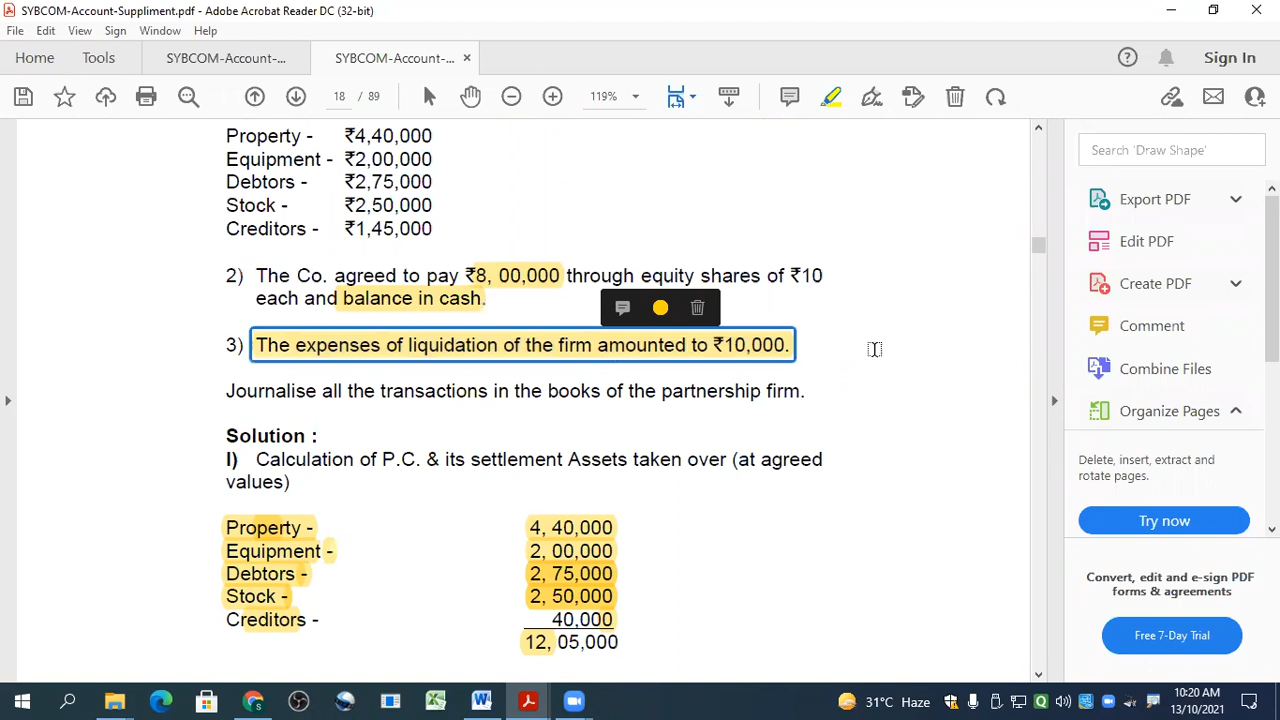 SYBCOM-Account-Suppliment.pdf - Adobe Acrobat Reader DC (32-bit)
File Edit View Sign Window Help
Home Tools SYBCOM-Account-... SYBCOM-Account-... × Sign In
18 / 89 119%
Property - ₹4,40,000
Equipment - ₹2,00,000
Debtors - ₹2,75,000
Stock - ₹2,50,000
Creditors - ₹1,45,000
2) The Co. agreed to pay ₹8, 00,000 through equity shares of ₹10
each and balance in cash.
3) The expenses of liquidation of the firm amounted to ₹10,000.
Journalise all the transactions in the books of the partnership firm.
Solution :
I) Calculation of P.C. & its settlement Assets taken over (at agreed
values)
Property - 4, 40,000
Equipment - 2, 00,000
Debtors - 2, 75,000
Stock - 2, 50,000
Creditors - 40,000
12, 05,000
Search 'Draw Shape'
Export PDF
Edit PDF
Create PDF
Comment
Combine Files
Organize Pages
Delete, insert, extract and
rotate pages.
Try now
Convert, edit and e-sign PDF
forms & agreements
Free 7-Day Trial
31°C Haze
10:20 AM
13/10/2021